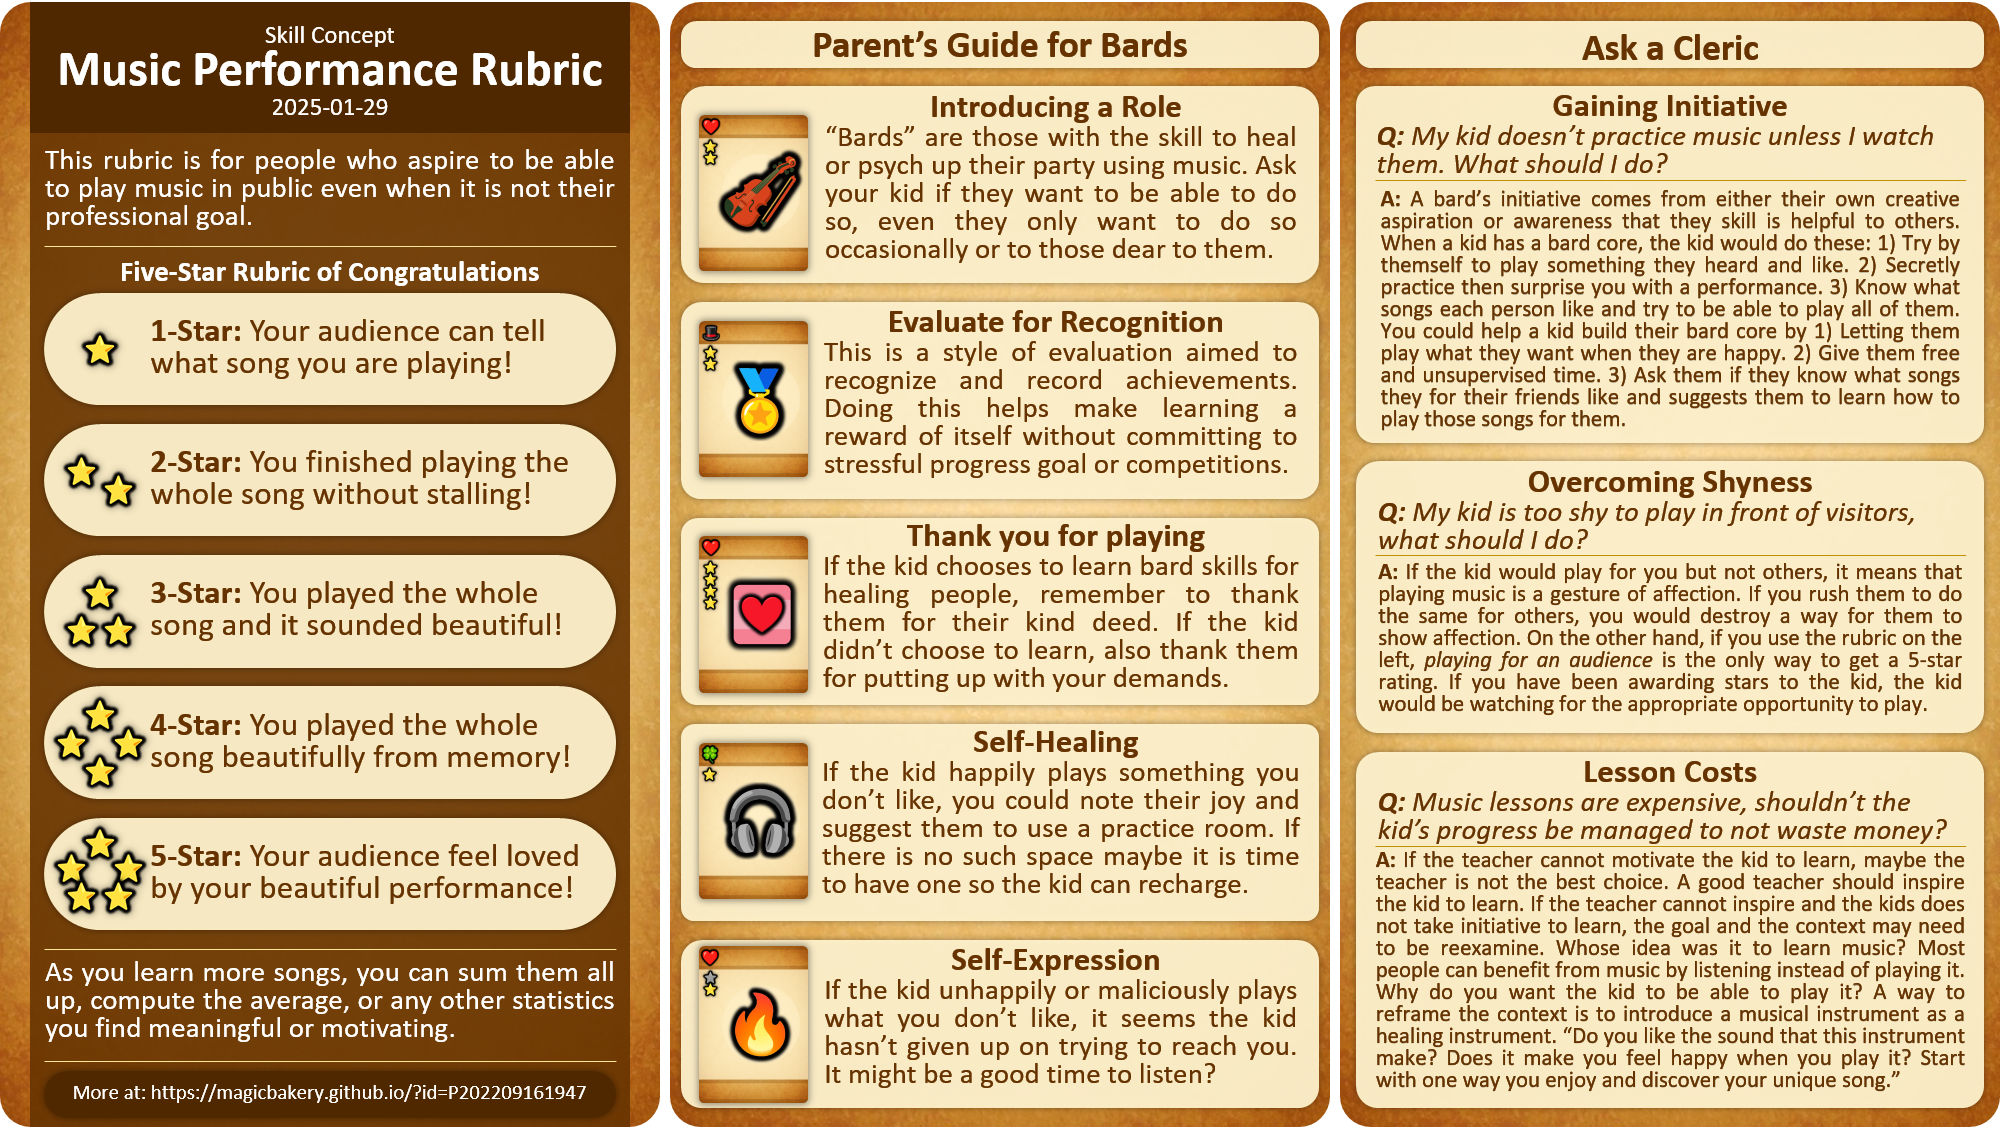 Skill Concept
Music Performance Rubric
2025-01-29
This rubric is for people who aspire to be able
to play music in public even when it is not their
professional goal.
Five-Star Rubric of Congratulations
1-Star: Your audience can tell
what song you are playing!
2-Star: You finished playing the
whole song without stalling!
3-Star: You played the whole
song and it sounded beautiful!
4-Star: You played the whole
song beautifully from memory!
5-Star: Your audience feel loved
by your beautiful performance!
As you learn more songs, you can sum them all
up, compute the average, or any other statistics
you find meaningful or motivating.
More at: https://magicbakery.github.io/?id=P202209161947
Parent's Guide for Bards
Introducing a Role
“Bards” are those with the skill to heal
or psych up their party using music. Ask
your kid if they want to be able to do
so, even they only want to do so
occasionally or to those dear to them.
Evaluate for Recognition
This is a style of evaluation aimed to
recognize and record achievements.
Doing this helps make learning a
reward of itself without committing to
stressful progress goal or competitions.
Thank you for playing
If the kid chooses to learn bard skills for
healing people, remember to thank
them for their kind deed. If the kid
didn't choose to learn, also thank them
for putting up with your demands.
Self-Healing
If the kid happily plays something you
don't like, you could note their joy and
suggest them to use a practice room. If
there is no such space maybe it is time
to have one so the kid can recharge.
Self-Expression
If the kid unhappily or maliciously plays
what you don't like, it seems the kid
hasn't given up on trying to reach you.
It might be a good time to listen?
Ask a Cleric
Gaining Initiative
Q: My kid doesn't practice music unless I watch
them. What should I do?
A: A bard's initiative comes from either their own creative
aspiration or awareness that they skill is helpful to others.
When a kid has a bard core, the kid would do these: 1) Try by
themself to play something they heard and like. 2) Secretly
practice then surprise you with a performance. 3) Know what
songs each person like and try to be able to play all of them.
You could help a kid build their bard core by 1) Letting them
play what they want when they are happy. 2) Give them free
and unsupervised time. 3) Ask them if they know what songs
they for their friends like and suggests them to learn how to
play those songs for them.
Overcoming Shyness
Q: My kid is too shy to play in front of visitors,
what should I do?
A: If the kid would play for you but not others, it means that
playing music is a gesture of affection. If you rush them to do
the same for others, you would destroy a way for them to
show affection. On the other hand, if you use the rubric on the
left, playing for an audience is the only way to get a 5-star
rating. If you have been awarding stars to the kid, the kid
would be watching for the appropriate opportunity to play.
Lesson Costs
Q: Music lessons are expensive, shouldn't the
kid's progress be managed to not waste money?
A: If the teacher cannot motivate the kid to learn, maybe the
teacher is not the best choice. A good teacher should inspire
the kid to learn. If the teacher cannot inspire and the kids does
not take initiative to learn, the goal and the context may need
to be reexamine. Whose idea was it to learn music? Most
people can benefit from music by listening instead of playing it.
Why do you want the kid to be able to play it? A way to
reframe the context is to introduce a musical instrument as a
healing instrument. “Do you like the sound that this instrument
make? Does it make you feel happy when you play it? Start
with one way you enjoy and discover your unique song.”